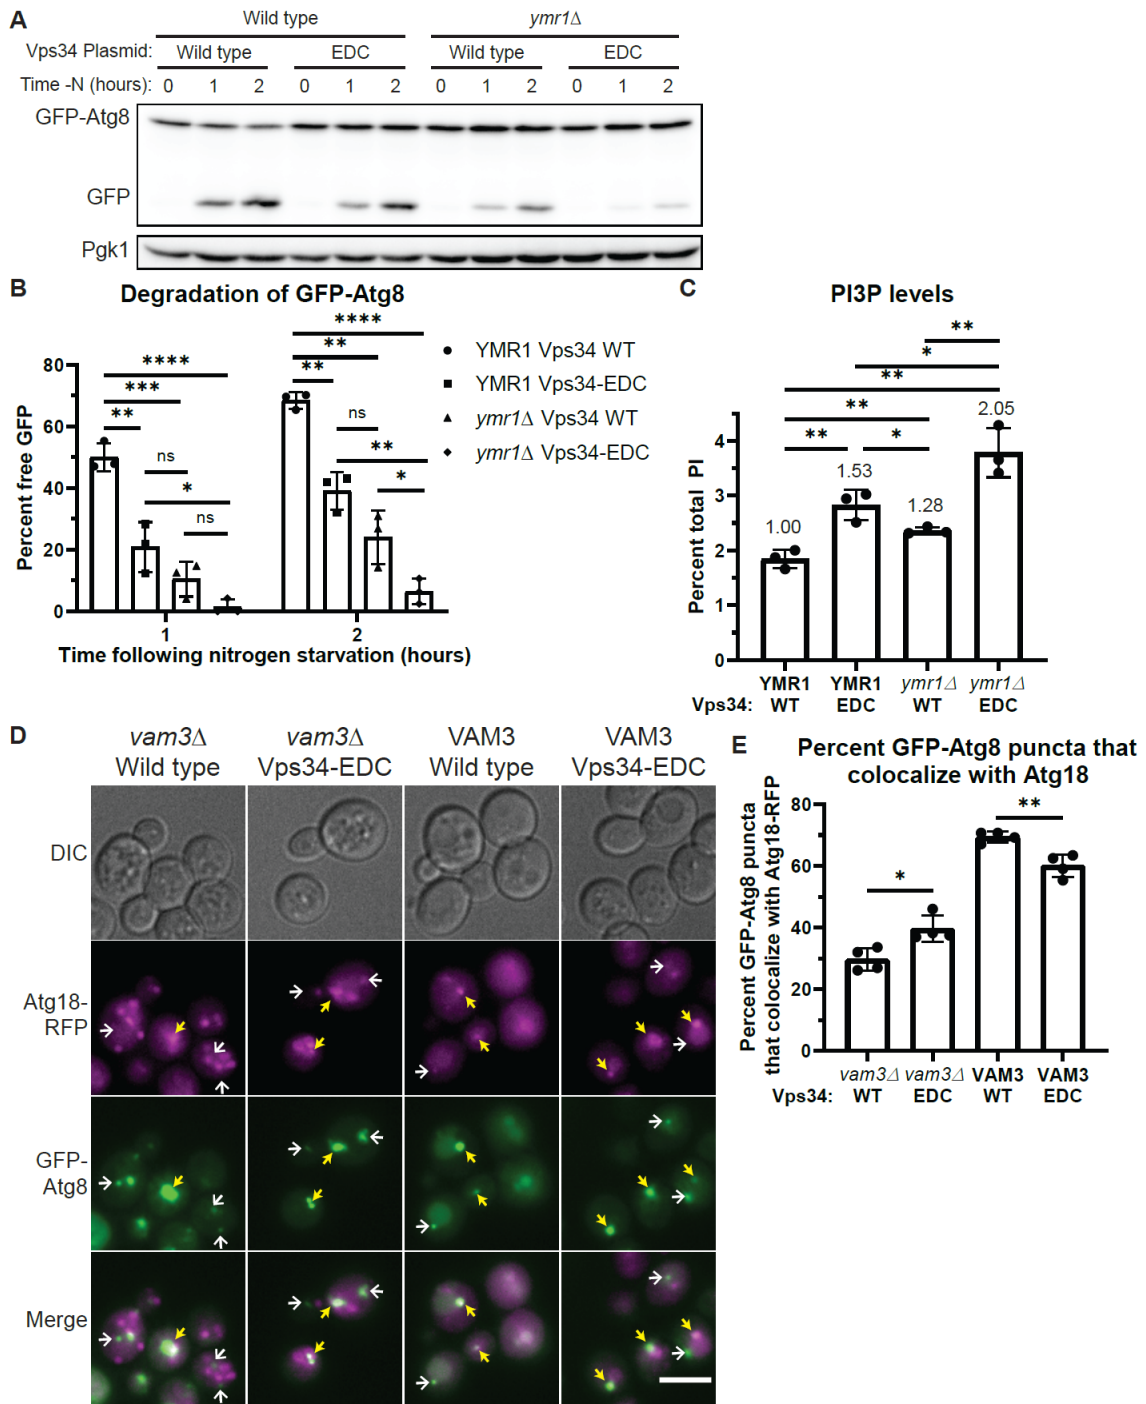 A
Wild type
ymr1Δ
Vps34 Plasmid:
Wild type
EDC
Wild type
EDC
Time -N (hours):
0 1 2 0 1 2 0 1 2 0 1 2
GFP-Atg8
GFP
Pgk1
B
Degradation of GFP-Atg8
Percent free GFP
80
60
40
20
0
****
***
**
ns
*
ns
****
**
**
ns
**
*
1
2
Time following nitrogen starvation (hours)
YMR1 Vps34 WT
YMR1 Vps34-EDC
ymr1Δ Vps34 WT
ymr1Δ Vps34-EDC
C
PI3P levels
Percent total PI
4
3
2
1
0
**
*
**
**
**
*
1.00
1.53
1.28
2.05
Vps34:
YMR1
WT
YMR1
EDC
ymr1Δ
WT
ymr1Δ
EDC
D
vam3Δ
Wild type
vam3Δ
Vps34-EDC
VAM3
Wild type
VAM3
Vps34-EDC
DIC
Atg18-
RFP
GFP-
Atg8
Merge
E
Percent GFP-Atg8 puncta that
colocalize with Atg18
Percent GFP-Atg8 puncta
that colocalize with Atg18-RFP
80
60
40
20
0
*
**
Vps34:
vam3Δ
WT
vam3Δ
EDC
VAM3
WT
VAM3
EDC